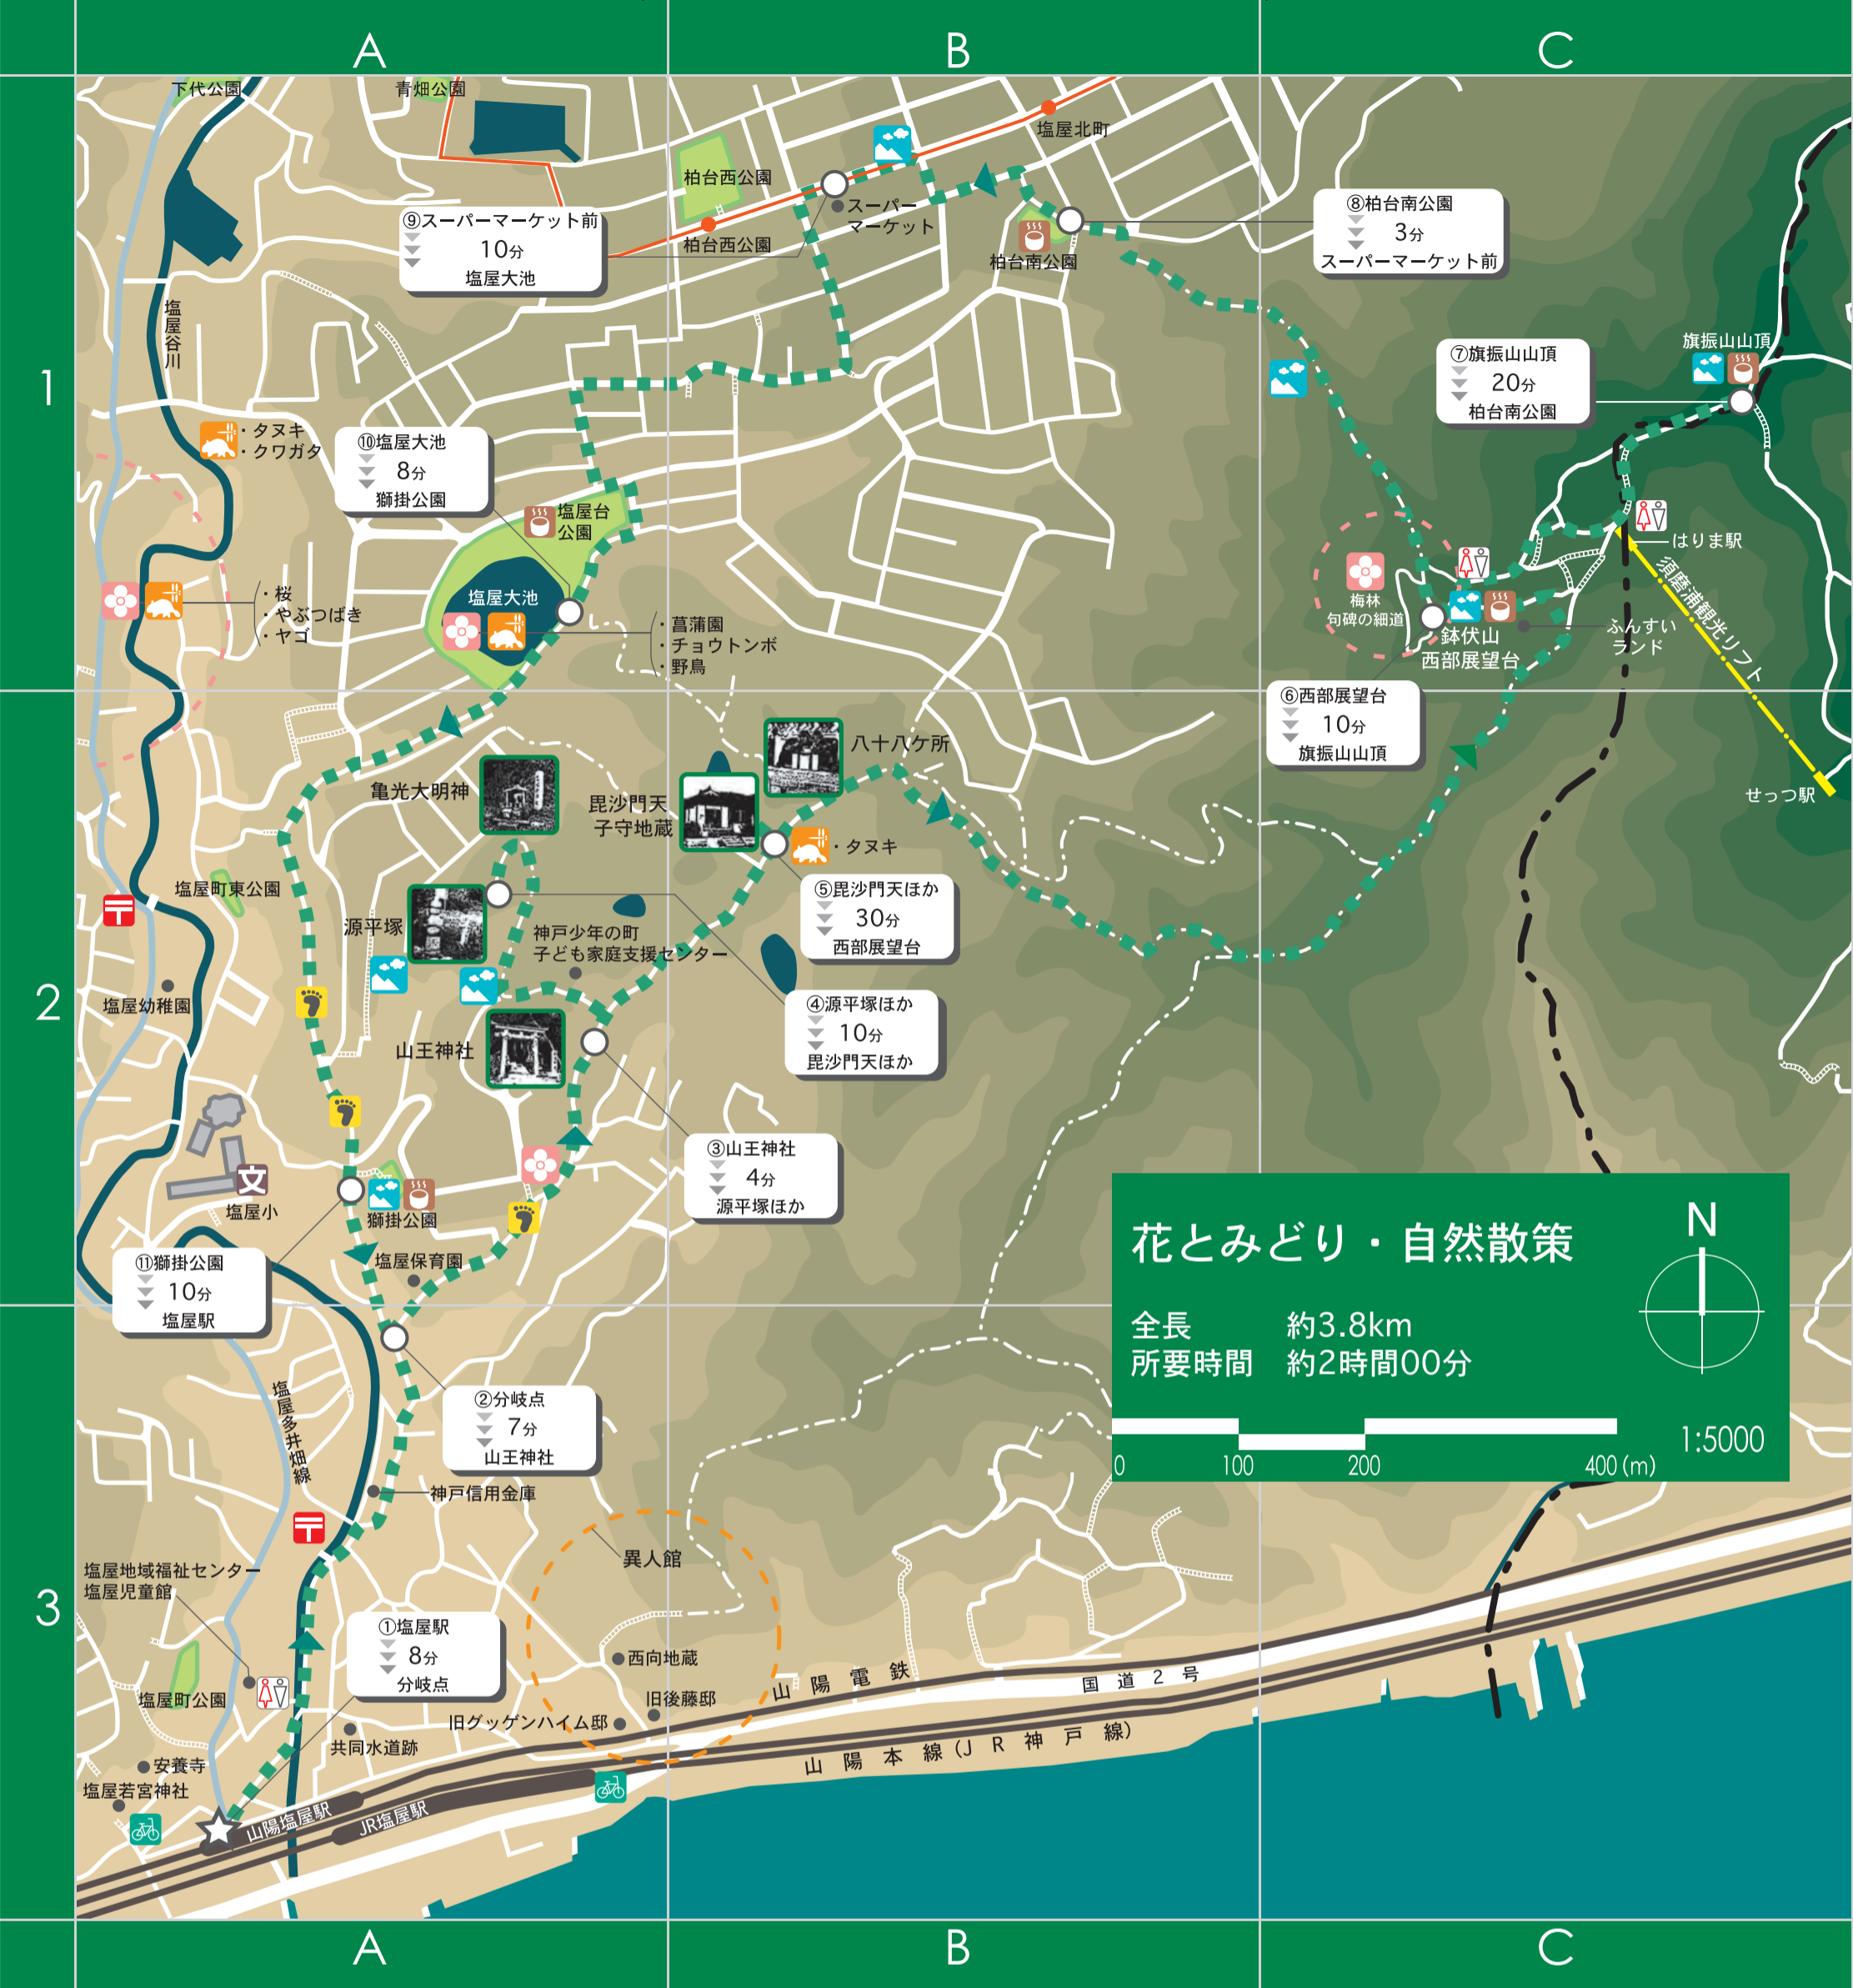 A
B
C
1
2
3
下代公園
青畑公園
塩屋北町
柏台西公園
柏台西公園
スーパー
マーケット
柏台南公園
⑨スーパーマーケット前
10分
塩屋大池
⑧柏台南公園
3分
スーパーマーケット前
塩屋谷川
旗振山山頂
⑦旗振山山頂
20分
柏台南公園
・タヌキ
・クワガタ
⑩塩屋大池
8分
獅掛公園
塩屋台
公園
はりま駅
須磨浦観光リフト
・桜
・やぶつばき
・ヤゴ
塩屋大池
・菖蒲園
・チョウトンボ
・野鳥
梅林
句碑の細道
鉢伏山
西部展望台
ふんすい
ランド
⑥西部展望台
10分
旗振山山頂
せっつ駅
八十八ケ所
亀光大明神
毘沙門天
子守地蔵
・タヌキ
塩屋町東公園
源平塚
⑤毘沙門天ほか
30分
西部展望台
神戸少年の町
子ども家庭支援センター
塩屋幼稚園
④源平塚ほか
10分
毘沙門天ほか
山王神社
③山王神社
4分
源平塚ほか
文
塩屋小
獅掛公園
塩屋保育園
⑪獅掛公園
10分
塩屋駅
花とみどり・自然散策
N
全長 約3.8km
所要時間 約2時間00分
1:5000
0 100 200 400 (m)
塩屋多井畑線
②分岐点
7分
山王神社
神戸信用金庫
異人館
塩屋地域福祉センター
塩屋児童館
①塩屋駅
8分
分岐点
西向地蔵
塩屋町公園
旧後藤邸
旧グッゲンハイム邸
共同水道跡
安養寺
塩屋若宮神社
山陽電鉄
国道2号
山陽本線(JR神戸線)
山陽塩屋駅
JR塩屋駅
A
B
C